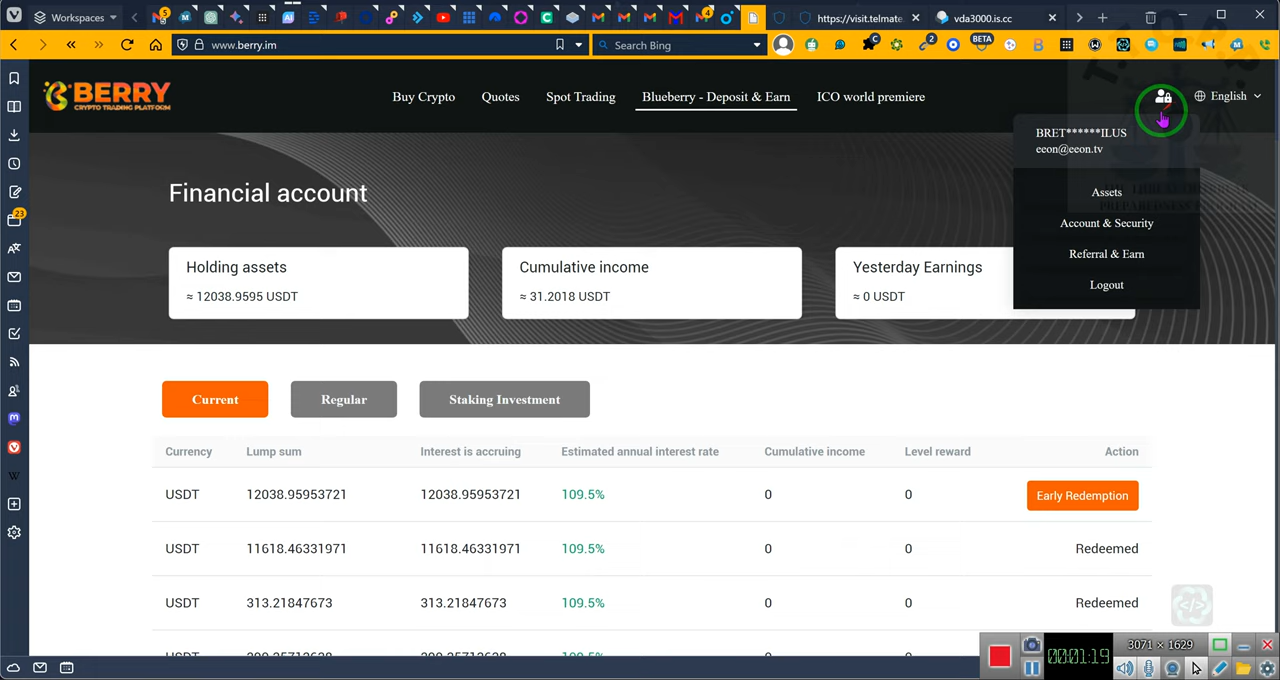 5
4
https://visit.telmate
vda3000.is.cc
Workspaces
www.berry.im
Search Bing
C
2
BETA
BERRY
CRYPTO TRADING PLATFORM
Buy Crypto
Quotes
Spot Trading
Blueberry - Deposit & Earn
ICO world premiere
English
BRET******ILUS
eeon@eeon.tv
Assets
Account & Security
Referral & Earn
Logout
23
Financial account
Holding assets
≈ 12038.9595 USDT
Cumulative income
≈ 31.2018 USDT
Yesterday Earnings
≈ 0 USDT
Current
Regular
Staking Investment
Currency Lump sum Interest is accruing Estimated annual interest rate Cumulative income Level reward Action
USDT 12038.95953721 12038.95953721 109.5% 0 0 Early Redemption
USDT 11618.46331971 11618.46331971 109.5% 0 0 Redeemed
USDT 313.21847673 313.21847673 109.5% 0 0 Redeemed
3071 × 1629
00:01:19